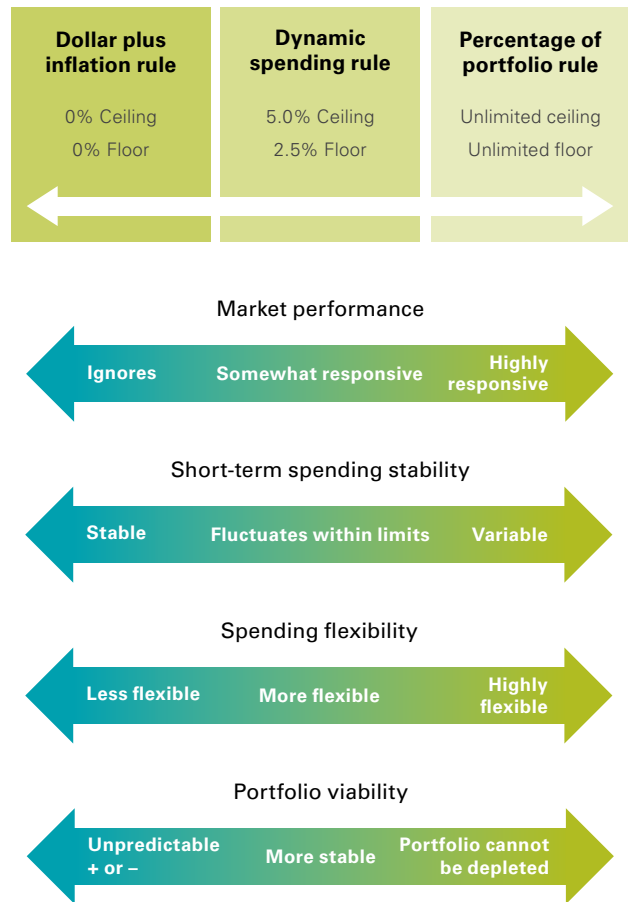 Dollar plus
inflation rule
0% Ceiling
0% Floor
Dynamic
spending rule
5.0% Ceiling
2.5% Floor
Percentage of
portfolio rule
Unlimited ceiling
Unlimited floor
Market performance
Ignores
Somewhat responsive
Highly
responsive
Short-term spending stability
Stable
Fluctuates within limits
Variable
Spending flexibility
Less flexible
More flexible
Highly
flexible
Portfolio viability
Unpredictable
+ or –
More stable
Portfolio cannot
be depleted